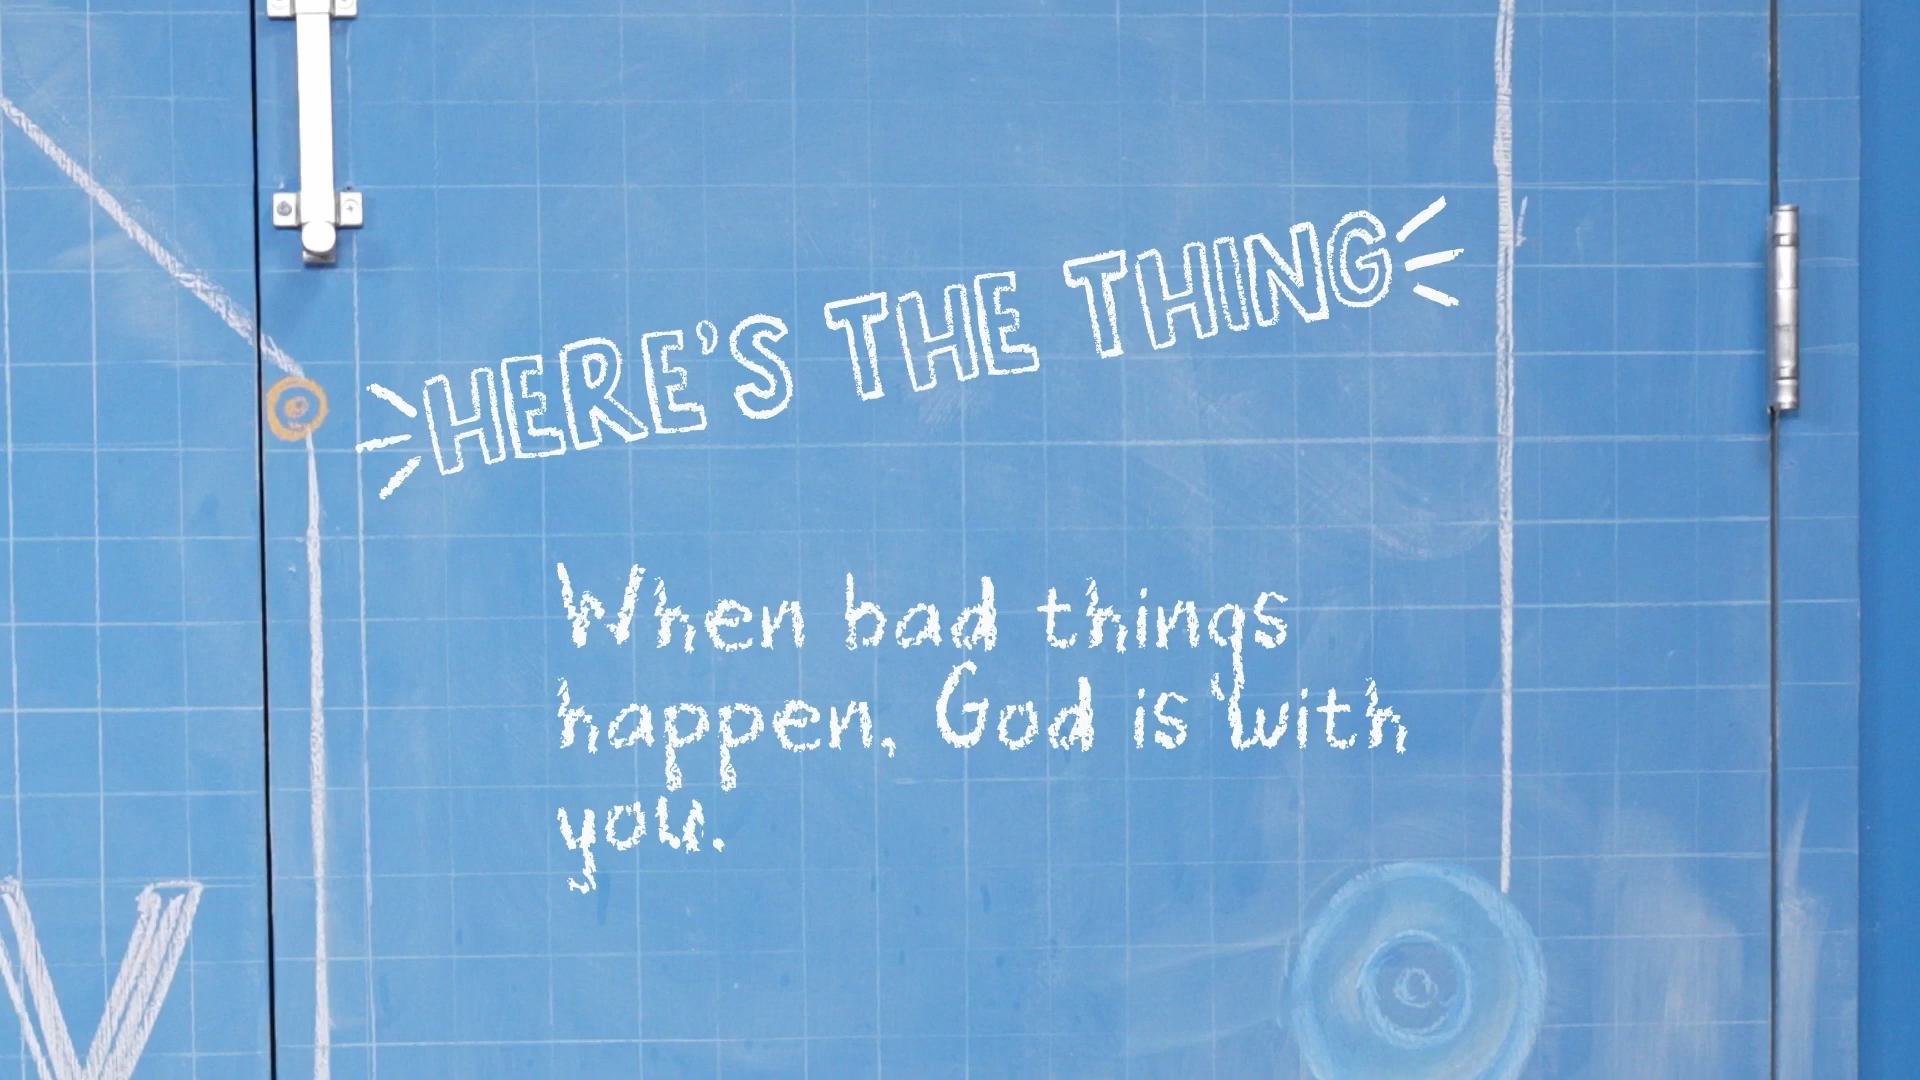 HERE'S THE THING
When bad things
happen, God is with
you.
V